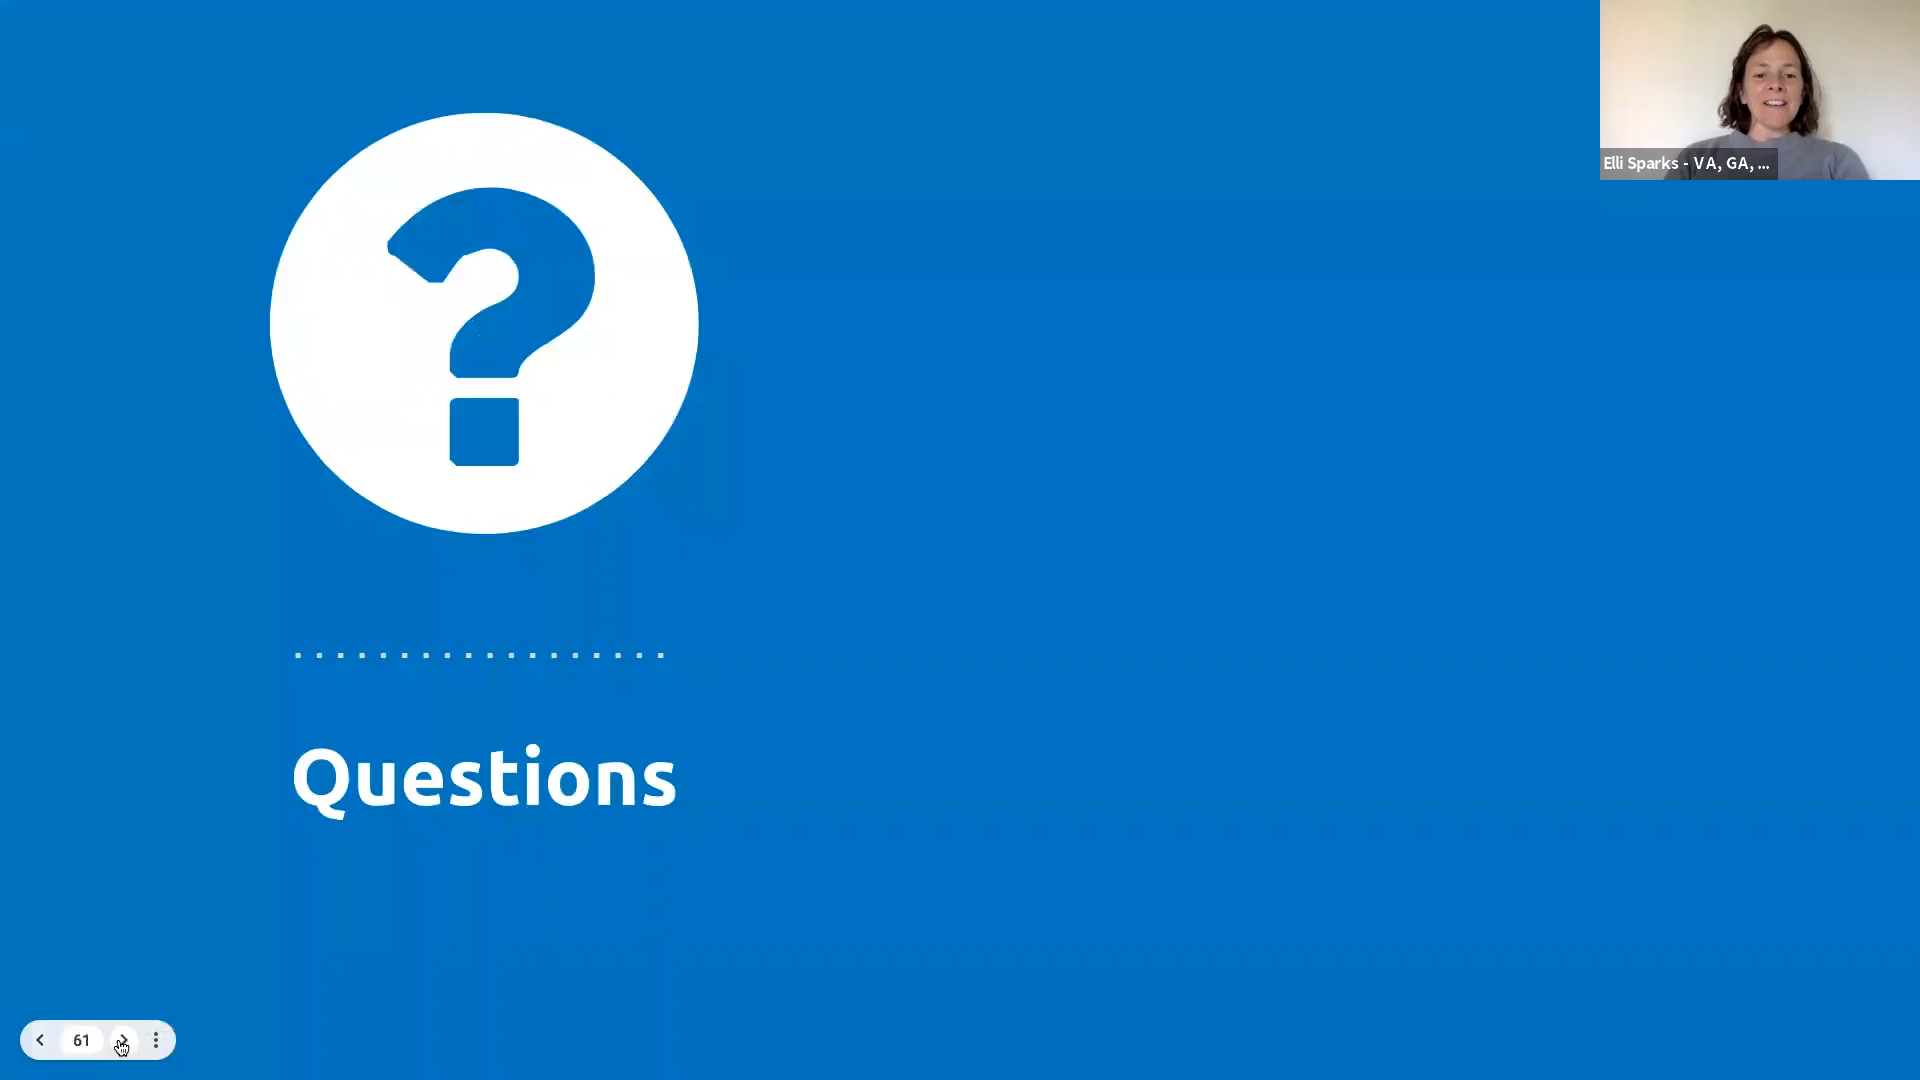 ?
Elli Sparks - VA, GA, ...
Questions
61